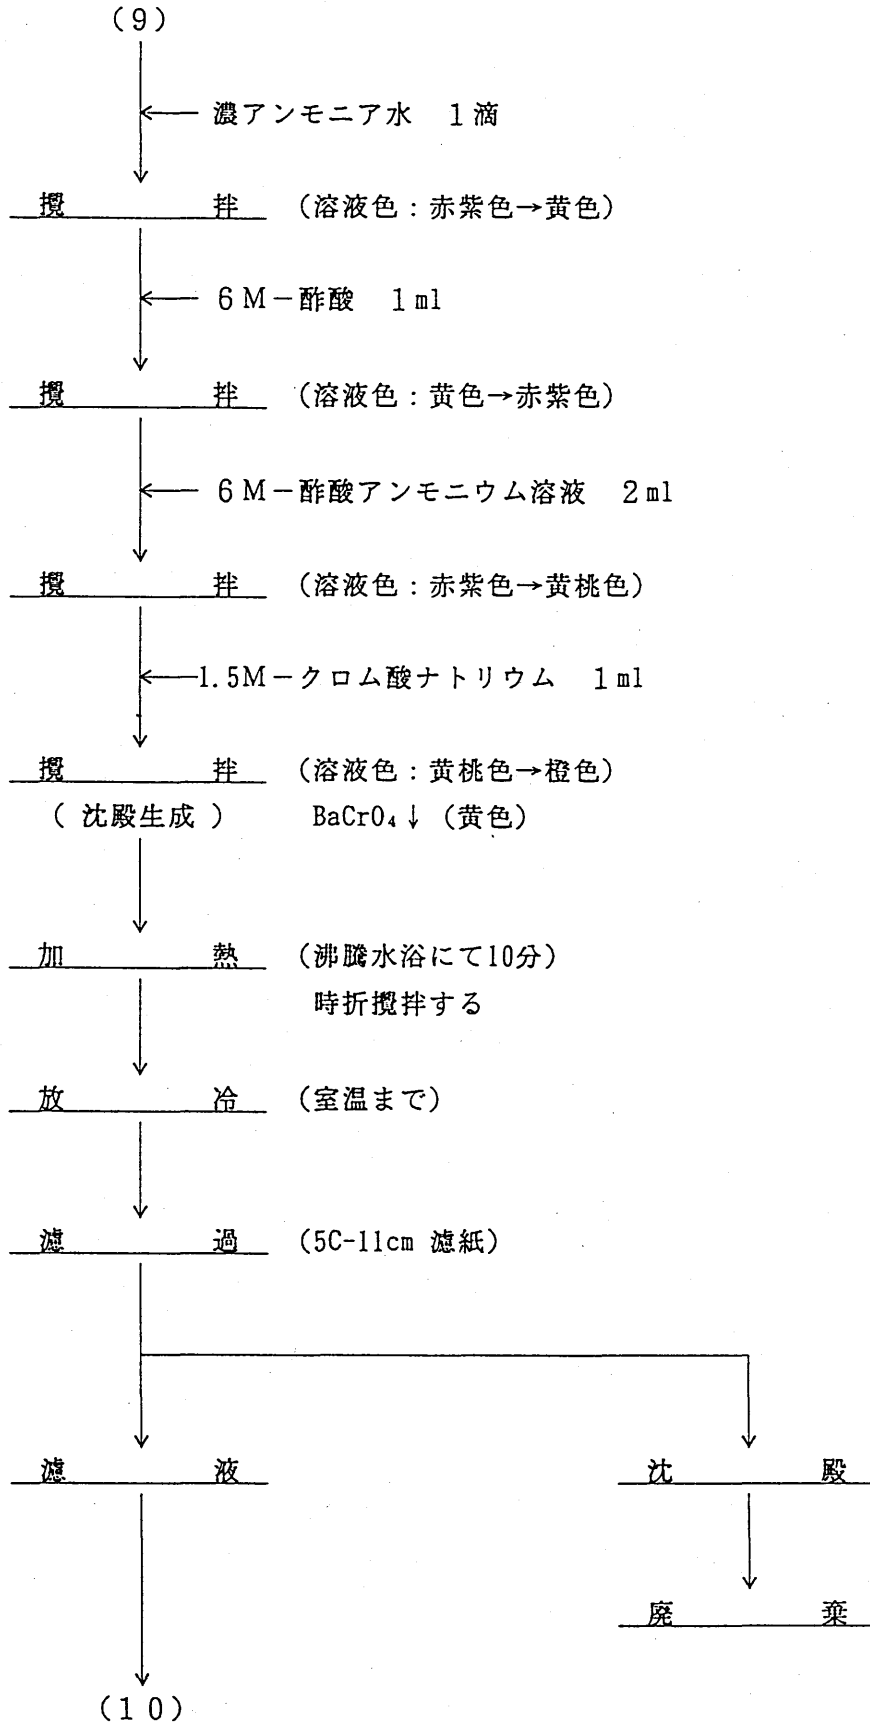 (9)
濃アンモニア水 1滴
攪拌 (溶液色:赤紫色→黄色)
6M-酢酸 1ml
攪拌 (溶液色:黄色→赤紫色)
6M-酢酸アンモニウム溶液 2ml
攪拌 (溶液色:赤紫色→黄桃色)
1.5M-クロム酸ナトリウム 1ml
攪拌 (溶液色:黄桃色→橙色)
(沈殿生成) BaCrO₄↓(黄色)
加熱 (沸騰水浴にて10分)
時折攪拌する
放冷 (室温まで)
濾過 (5C-11cm 濾紙)
濾液 沈殿
廃棄
(10)